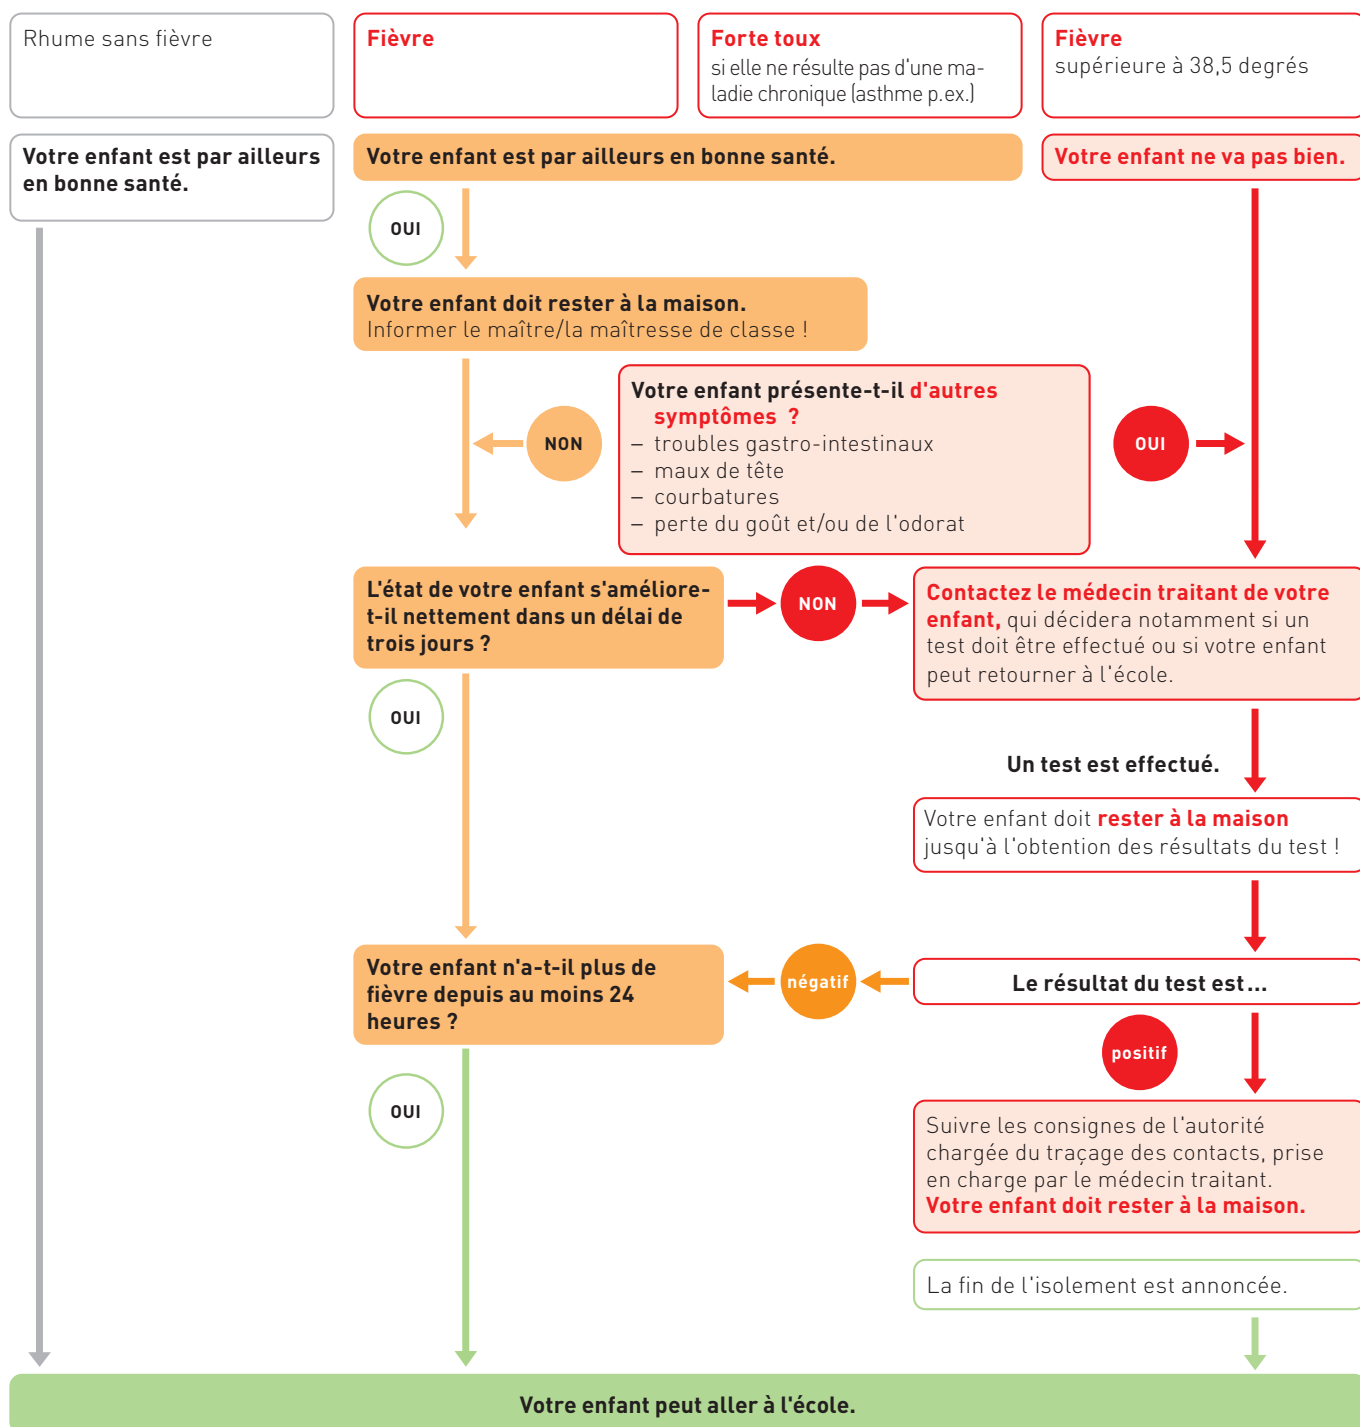 Rhume sans fièvre
Fièvre
Forte toux
si elle ne résulte pas d'une ma-
ladie chronique (asthme p.ex.)
Fièvre
supérieure à 38,5 degrés
Votre enfant est par ailleurs
en bonne santé.
Votre enfant est par ailleurs en bonne santé.
Votre enfant ne va pas bien.
OUI
Votre enfant doit rester à la maison.
Informer le maître/la maîtresse de classe !
Votre enfant présente-t-il d'autres
symptômes ?
– troubles gastro-intestinaux
– maux de tête
– courbatures
– perte du goût et/ou de l'odorat
NON
OUI
L'état de votre enfant s'améliore-
t-il nettement dans un délai de
trois jours ?
NON
Contactez le médecin traitant de votre
enfant, qui décidera notamment si un
test doit être effectué ou si votre enfant
peut retourner à l'école.
OUI
Un test est effectué.
Votre enfant doit rester à la maison
jusqu'à l'obtention des résultats du test !
Votre enfant n'a-t-il plus de
fièvre depuis au moins 24
heures ?
négatif
Le résultat du test est ...
positif
OUI
Suivre les consignes de l'autorité
chargée du traçage des contacts, prise
en charge par le médecin traitant.
Votre enfant doit rester à la maison.
La fin de l'isolement est annoncée.
Votre enfant peut aller à l'école.